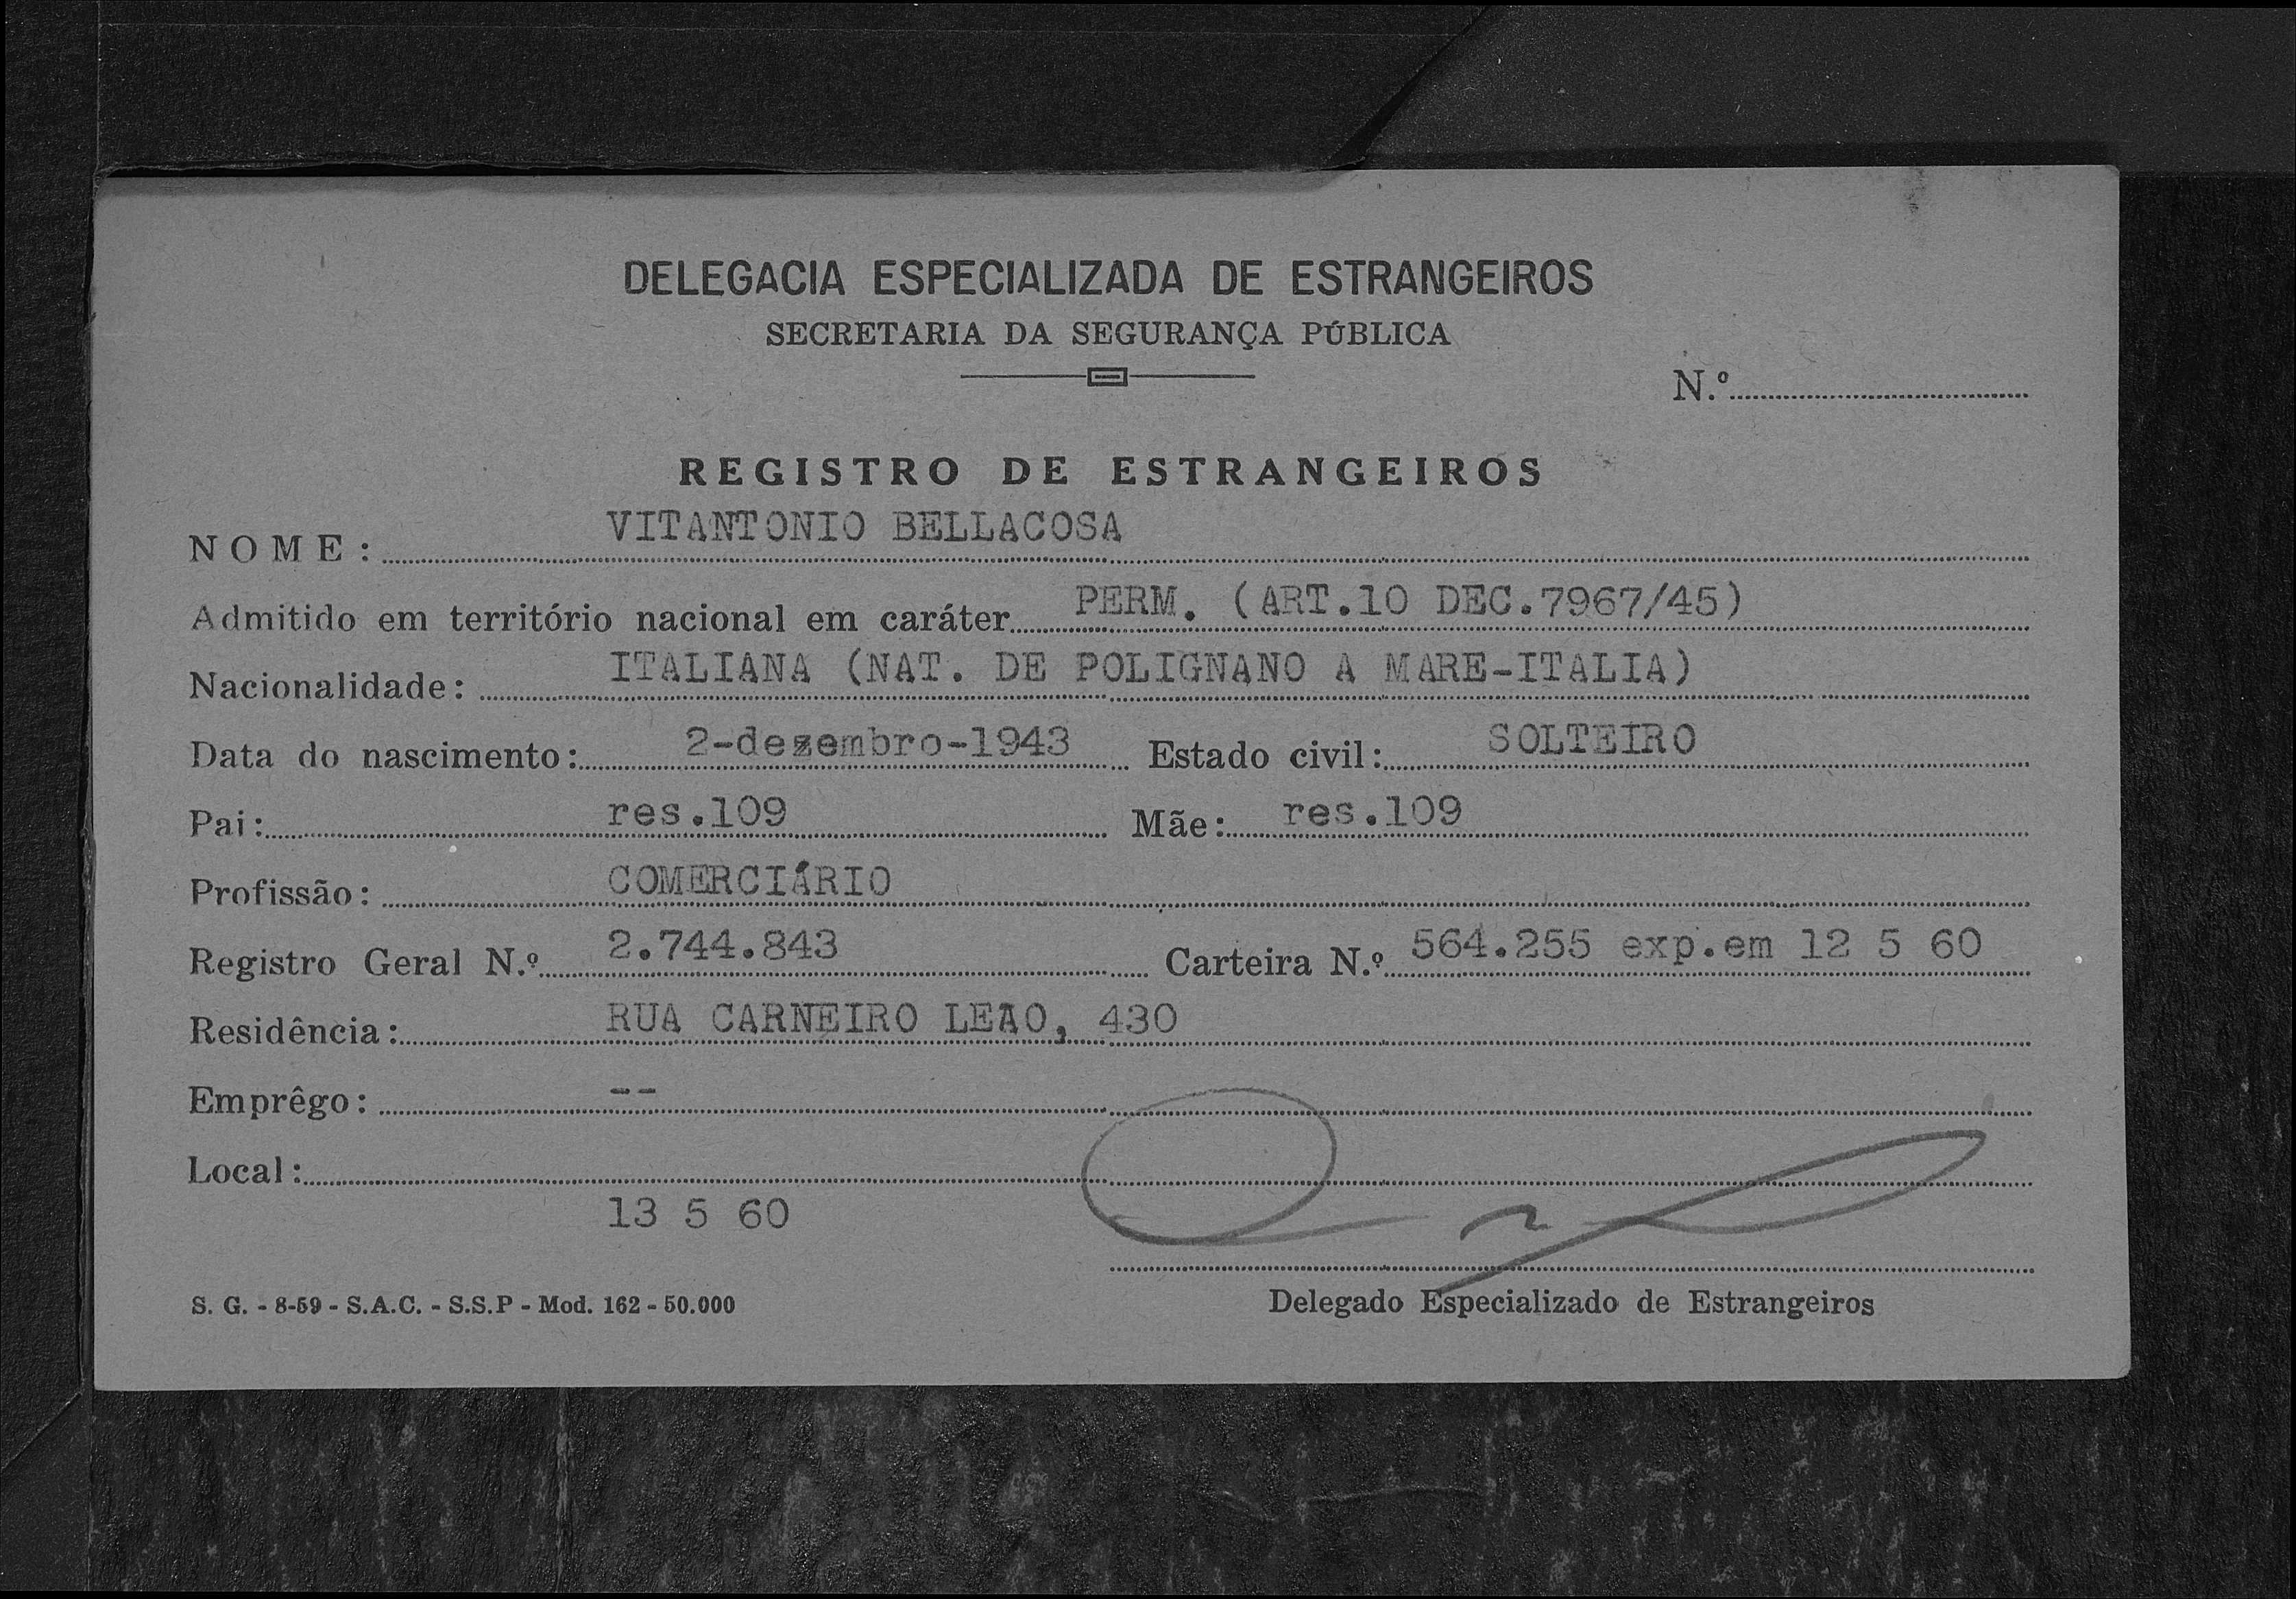 DELEGACIA ESPECIALIZADA DE ESTRANGEIROS
SECRETARIA DA SEGURANÇA PÚBLICA
N.º
REGISTRO DE ESTRANGEIROS
NOME: VITANTONIO BELLACOSA
Admitido em território nacional em caráter PERM. (ART.10 DEC.7967/45)
Nacionalidade: ITALIANA (NAT. DE POLIGNANO A MARE-ITALIA)
Data do nascimento: 2-dezembro-1943 Estado civil: SOLTEIRO
Pai: res.109 Mãe: res.109
Profissão: COMERCIÁRIO
Registro Geral N.º 2.744.843 Carteira N.º 564.255 exp.em 12 5 60
Residência: RUA CARNEIRO LEÃO, 430
Emprêgo: --
Local:
13 5 60
S. G. - 8-59 - S.A.C. - S.S.P - Mod. 162 - 50.000
Delegado Especializado de Estrangeiros